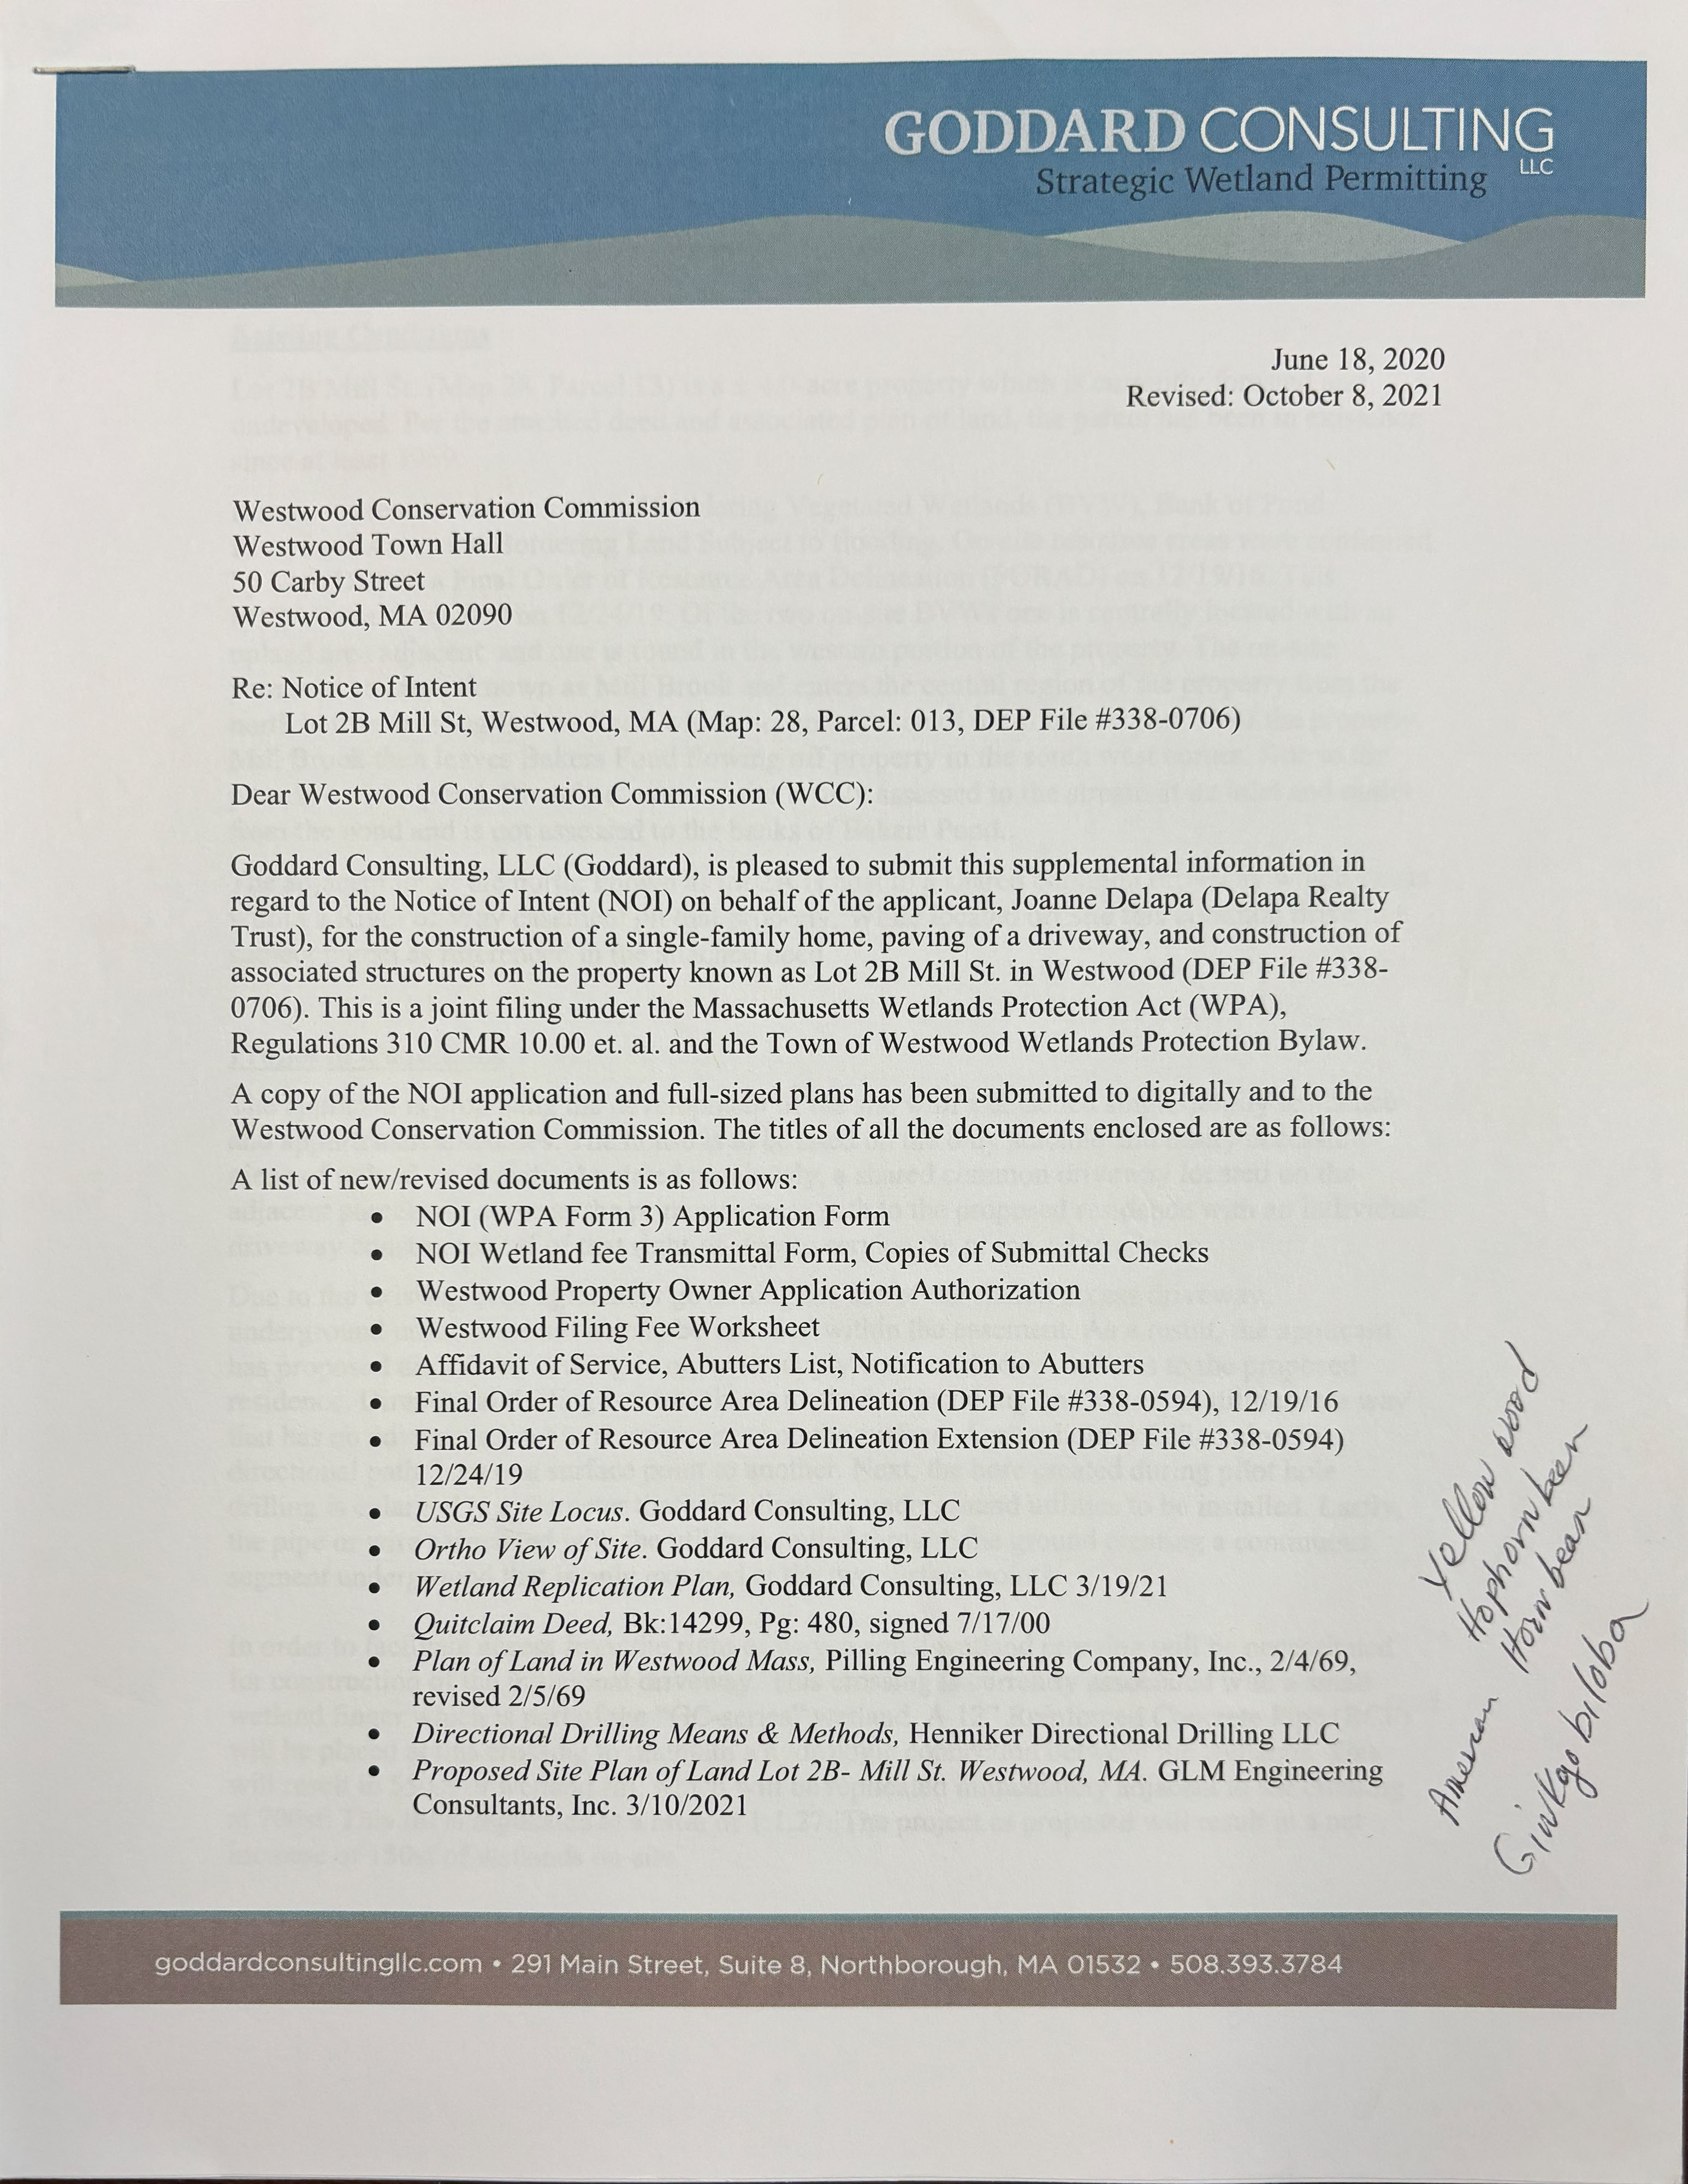 GODDARD CONSULTING
LLC
Strategic Wetland Permitting
June 18, 2020
Revised: October 8, 2021
Westwood Conservation Commission
Westwood Town Hall
50 Carby Street
Westwood, MA 02090
Re: Notice of Intent
Lot 2B Mill St, Westwood, MA (Map: 28, Parcel: 013, DEP File #338-0706)
Dear Westwood Conservation Commission (WCC):
Goddard Consulting, LLC (Goddard), is pleased to submit this supplemental information in
regard to the Notice of Intent (NOI) on behalf of the applicant, Joanne Delapa (Delapa Realty
Trust), for the construction of a single-family home, paving of a driveway, and construction of
associated structures on the property known as Lot 2B Mill St. in Westwood (DEP File #338-
0706). This is a joint filing under the Massachusetts Wetlands Protection Act (WPA),
Regulations 310 CMR 10.00 et. al. and the Town of Westwood Wetlands Protection Bylaw.
A copy of the NOI application and full-sized plans has been submitted to digitally and to the
Westwood Conservation Commission. The titles of all the documents enclosed are as follows:
A list of new/revised documents is as follows:
• NOI (WPA Form 3) Application Form
• NOI Wetland fee Transmittal Form, Copies of Submittal Checks
• Westwood Property Owner Application Authorization
• Westwood Filing Fee Worksheet
• Affidavit of Service, Abutters List, Notification to Abutters
• Final Order of Resource Area Delineation (DEP File #338-0594), 12/19/16
• Final Order of Resource Area Delineation Extension (DEP File #338-0594)
12/24/19
• USGS Site Locus. Goddard Consulting, LLC
• Ortho View of Site. Goddard Consulting, LLC
• Wetland Replication Plan, Goddard Consulting, LLC 3/19/21
• Quitclaim Deed, Bk:14299, Pg: 480, signed 7/17/00
• Plan of Land in Westwood Mass, Pilling Engineering Company, Inc., 2/4/69,
revised 2/5/69
• Directional Drilling Means & Methods, Henniker Directional Drilling LLC
• Proposed Site Plan of Land Lot 2B- Mill St. Westwood, MA. GLM Engineering
Consultants, Inc. 3/10/2021
Yellow wood
Hophornbeen
American Hornbean
Ginkgo biloba
goddardconsultingllc.com • 291 Main Street, Suite 8, Northborough, MA 01532 • 508.393.3784